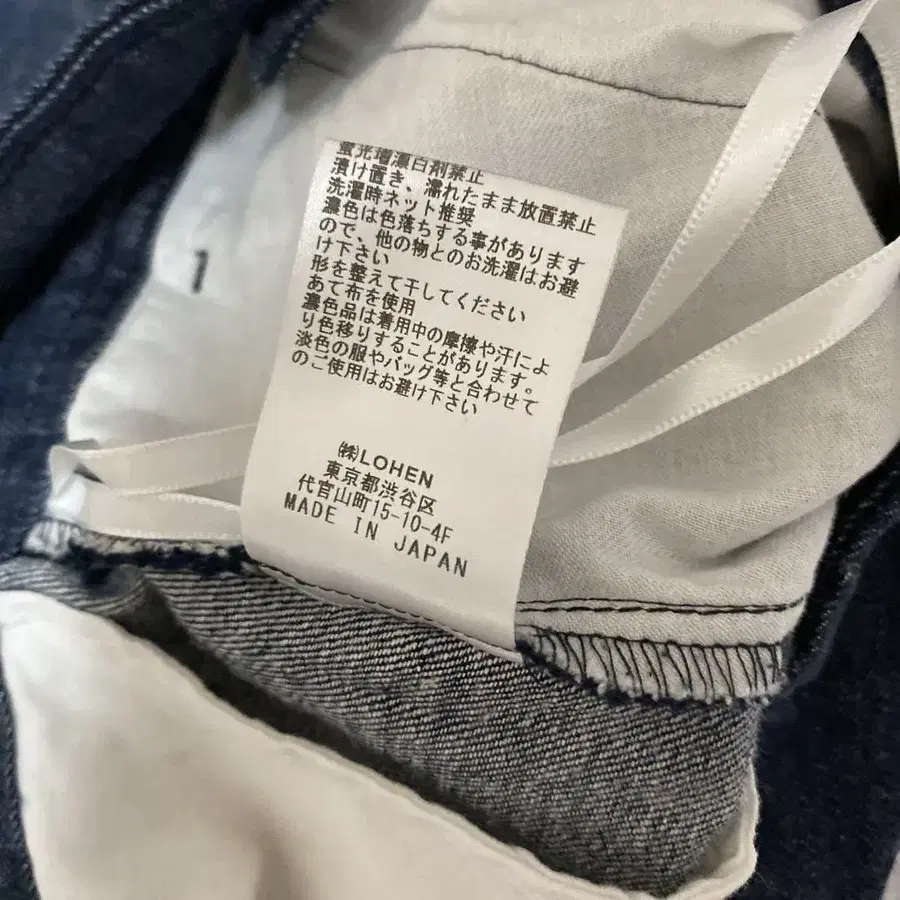 蛍光増漂白剤禁止
漬け置き、濡れたまま放置禁止
洗濯時ネット推奨
濃色は色落ちする事があります
ので、他の物とのお洗濯はお避
け下さい
形を整えて干してください
あて布を使用
濃色品は着用中の摩擦や汗によ
り色移りすることがあります。
淡色の服やバッグ等と合わせて
のご使用はお避け下さい
㈱LOHEN
東京都渋谷区
代官山町15-10-4F
MADE IN JAPAN
1